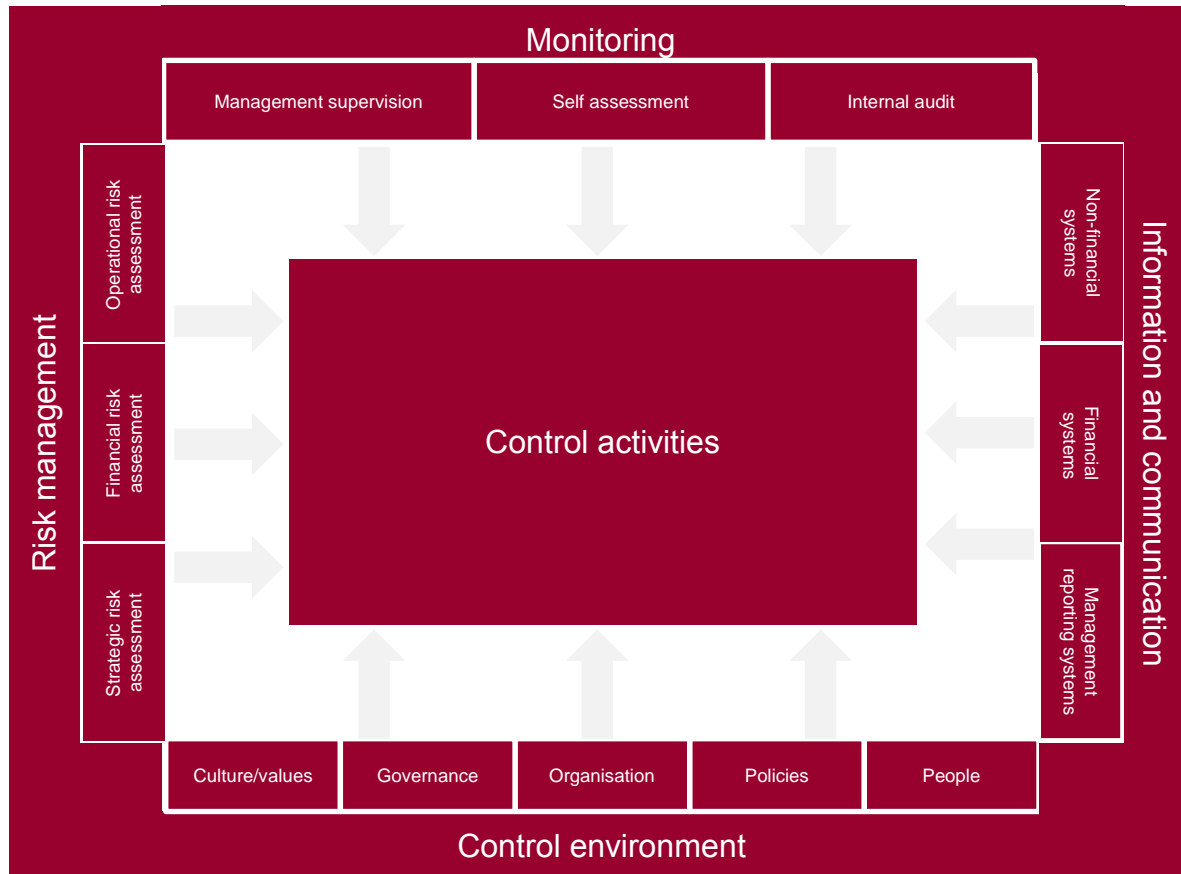 Monitoring
Management supervision
Self assessment
Internal audit
Risk management
Operational risk
assessment
Financial risk
assessment
Strategic risk
assessment
Control activities
Non-financial
systems
Financial
systems
Management
reporting systems
Information and communication
Culture/values
Governance
Organisation
Policies
People
Control environment